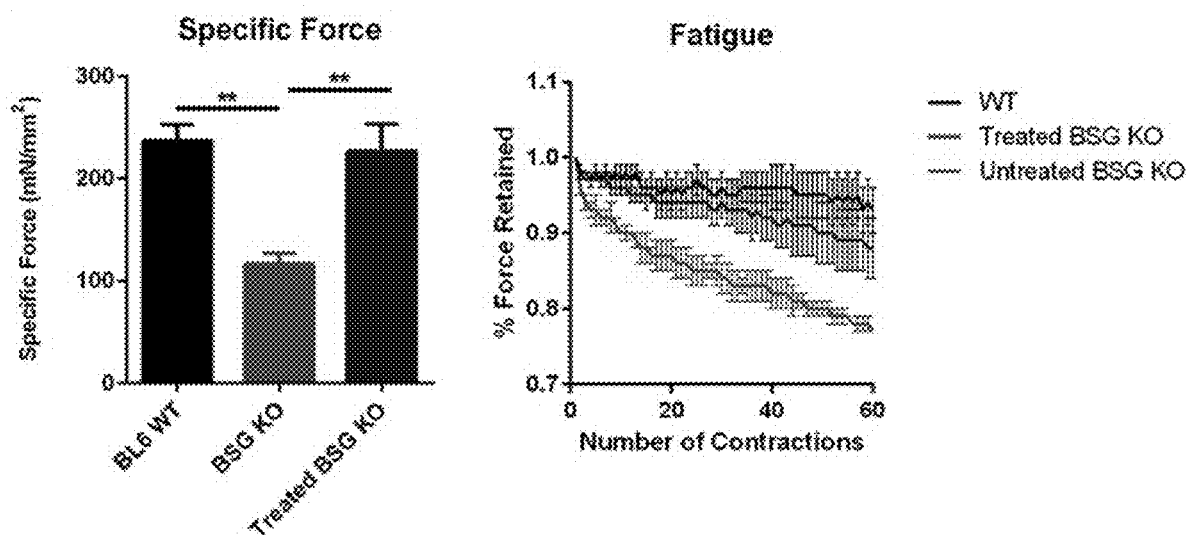 Specific Force
**
**
300
200
100
0
Specific Force (mN/mm²)
BL6 WT
BSG KO
Treated BSG KO
Fatigue
1.1
1.0
0.9
0.8
0.7
% Force Retained
0
20
40
60
Number of Contractions
WT
Treated BSG KO
Untreated BSG KO